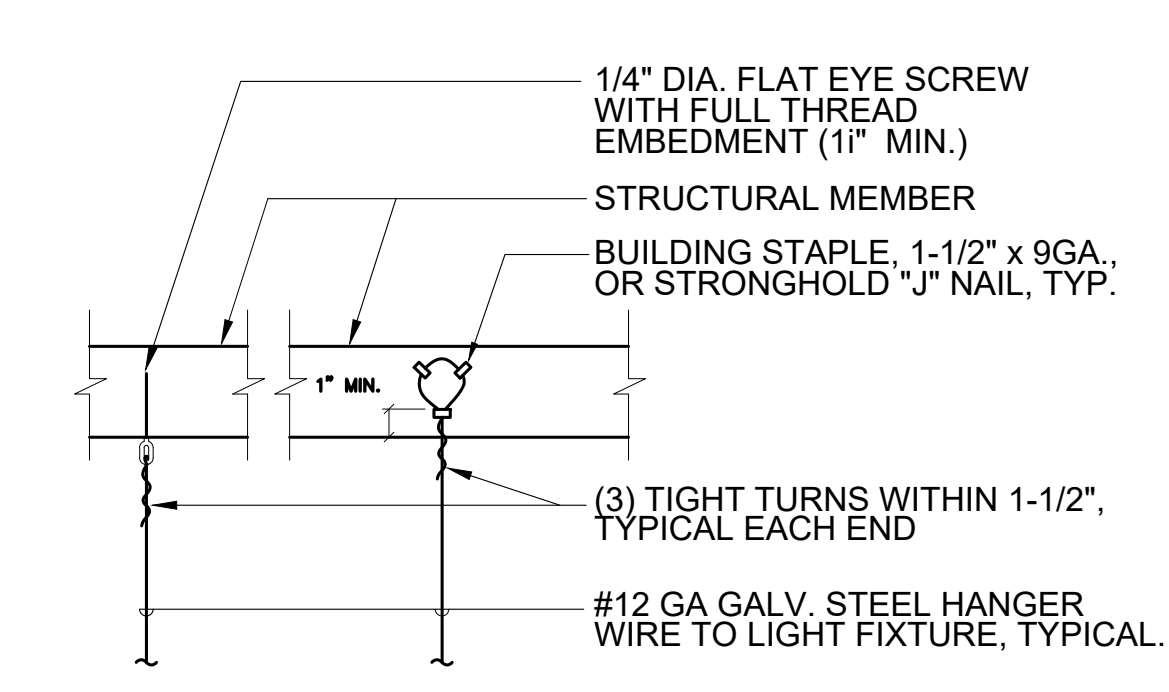 1/4" DIA. FLAT EYE SCREW
WITH FULL THREAD
EMBEDMENT (1i" MIN.)
STRUCTURAL MEMBER
BUILDING STAPLE, 1-1/2" x 9GA.,
OR STRONGHOLD "J" NAIL, TYP.
1" MIN.
(3) TIGHT TURNS WITHIN 1-1/2",
TYPICAL EACH END
#12 GA GALV. STEEL HANGER
WIRE TO LIGHT FIXTURE, TYPICAL.